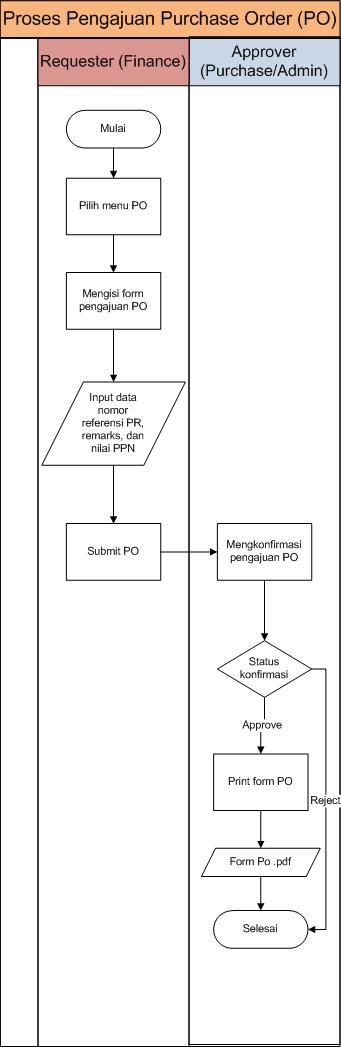 Proses Pengajuan Purchase Order (PO)
Requester (Finance)
Approver
(Purchase/Admin)
Mulai
Pilih menu PO
Mengisi form
pengajuan PO
Input data
nomor
referensi PR,
remarks, dan
nilai PPN
Submit PO
Mengkonfirmasi
pengajuan PO
Status
konfirmasi
Approve
Print form PO
Reject
Form Po .pdf
Selesai